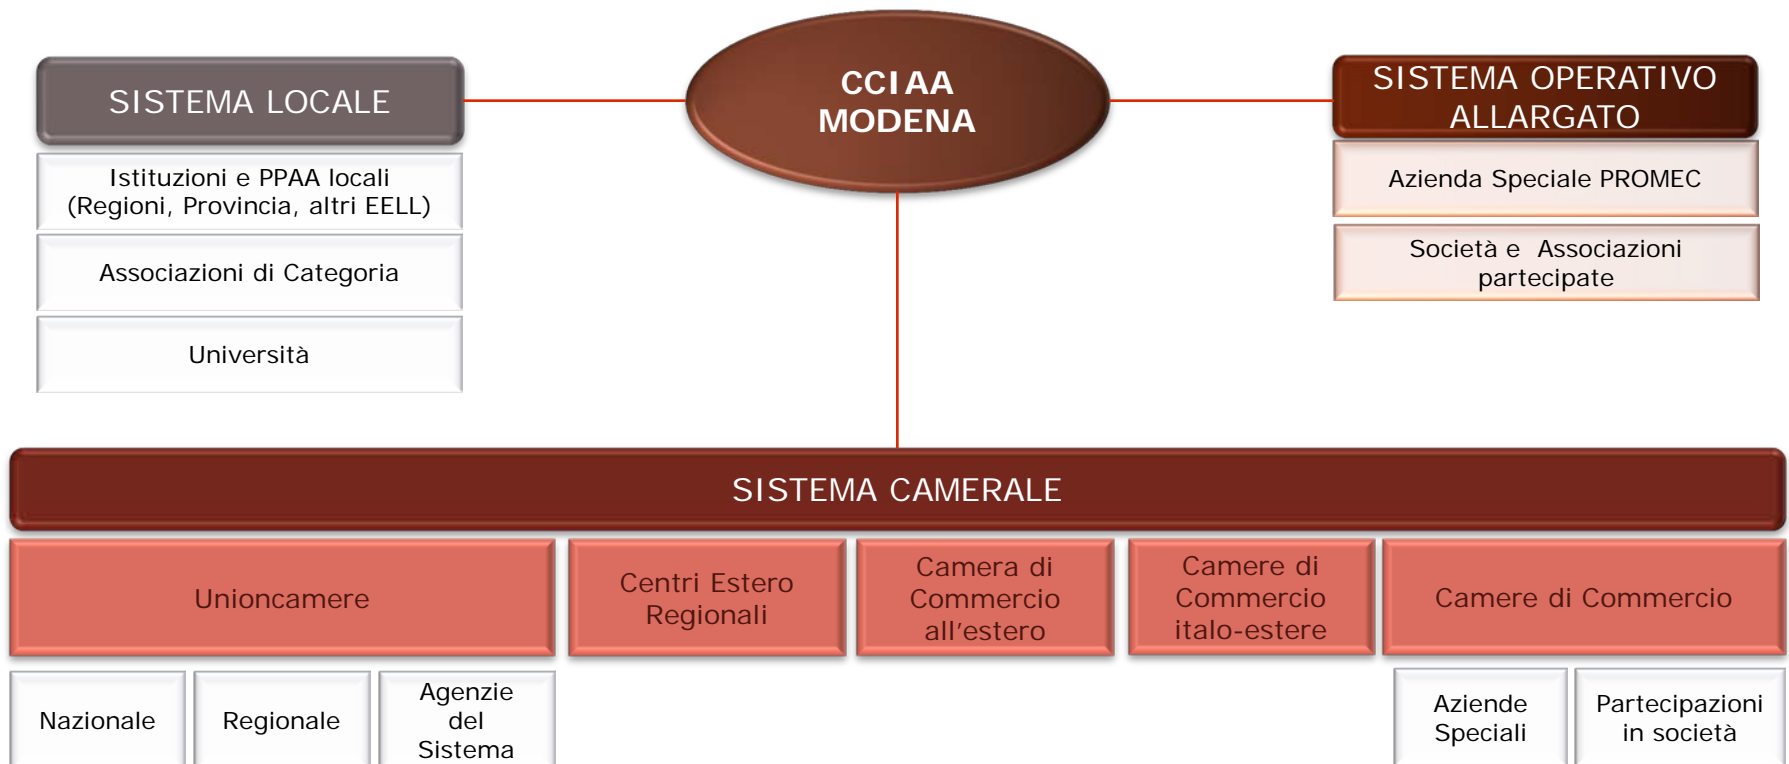 CCIAA
MODENA
SISTEMA LOCALE
Istituzioni e PPAA locali
(Regioni, Provincia, altri EELL)
Associazioni di Categoria
Università
SISTEMA OPERATIVO
ALLARGATO
Azienda Speciale PROMEC
Società e Associazioni
partecipate
SISTEMA CAMERALE
Unioncamere
Centri Estero
Regionali
Camera di
Commercio
all'estero
Camere di
Commercio
italo-estere
Camere di Commercio
Nazionale
Regionale
Agenzie
del
Sistema
Aziende
Speciali
Partecipazioni
in società